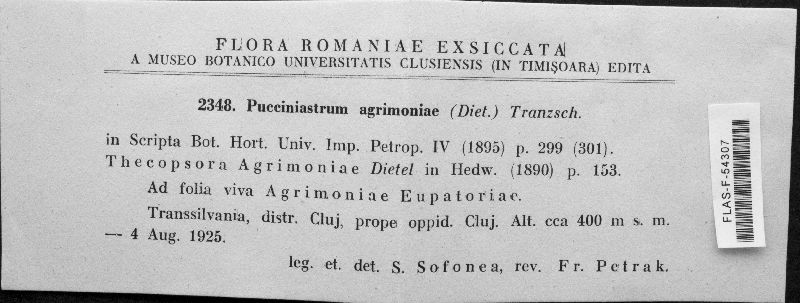 FLORA ROMANIAE EXSICCATA
A MUSEO BOTANICO UNIVERSITATIS CLUSIENSIS (IN TIMIȘOARA) EDITA
2348. Pucciniastrum agrimoniae (Diet.) Tranzsch.
in Scripta Bot. Hort. Univ. Imp. Petrop. IV (1895) p. 299 (301).
Thecopsora Agrimoniae Dietel in Hedw. (1890) p. 153.
Ad folia viva Agrimoniae Eupatoriae.
Transsilvania, distr. Cluj, prope oppid. Cluj. Alt. cca 400 m s. m.
— 4 Aug. 1925.
leg. et. det. S. Sofonea, rev. Fr. Petrak.
FLAS-F-54307